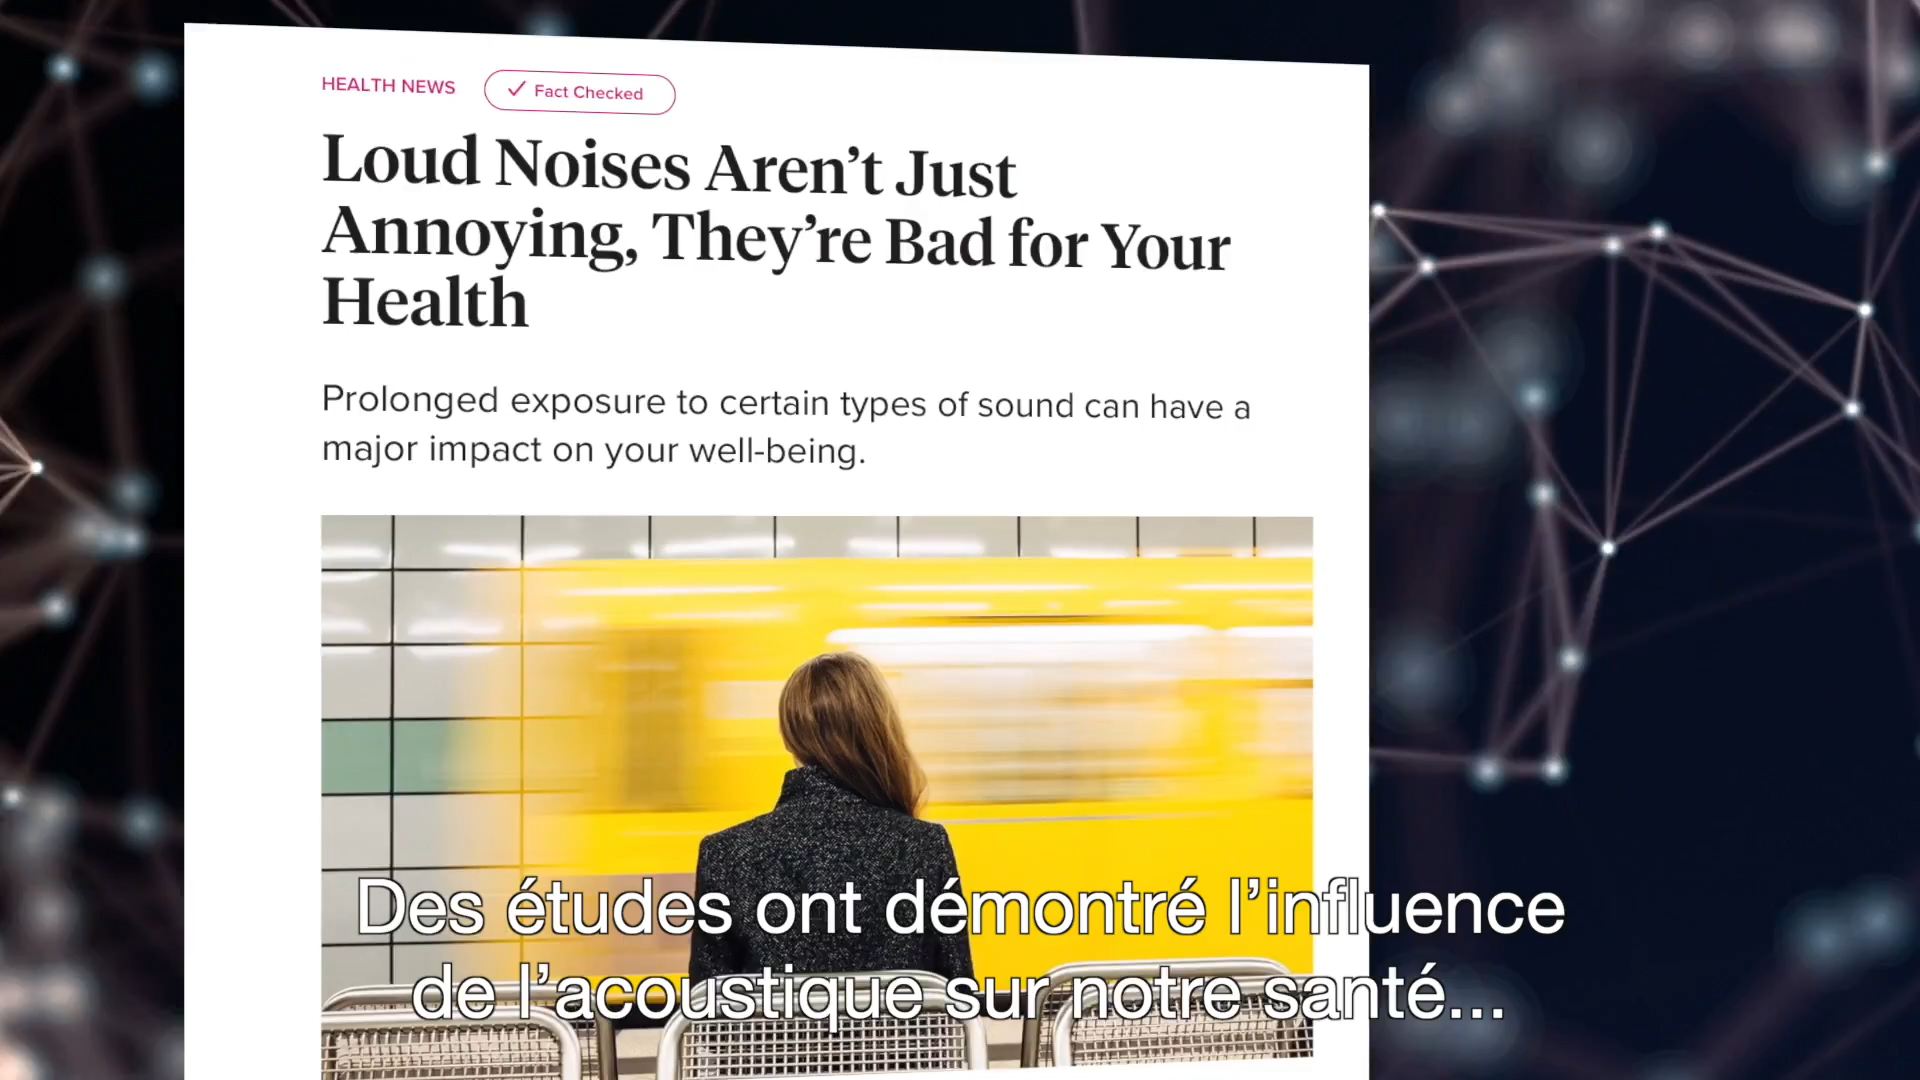 HEALTH NEWS
✓ Fact Checked
Loud Noises Aren’t Just
Annoying, They’re Bad for Your
Health
Prolonged exposure to certain types of sound can have a
major impact on your well-being.
Des études ont démontré l’influence
de l’acoustique sur notre santé...